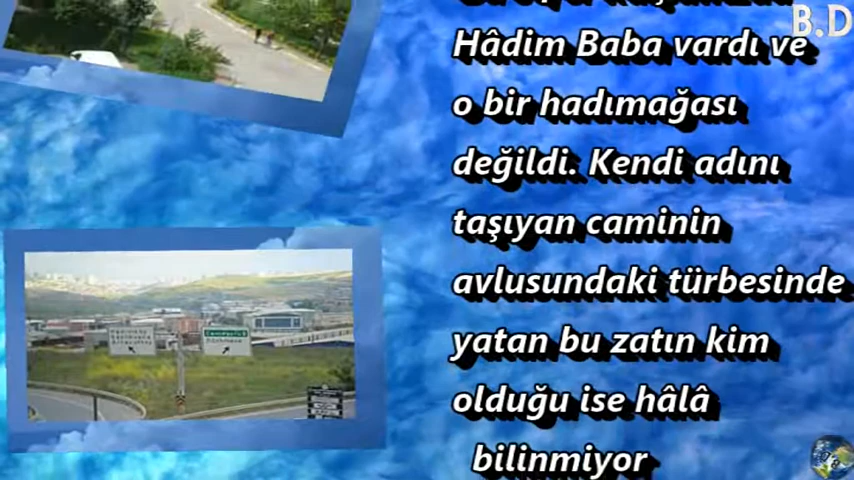 B.D
Hâdim Baba vardı ve
o bir hadımağası
değildi. Kendi adını
taşıyan caminin
avlusundaki türbesinde
yatan bu zatın kim
olduğu ise hâlâ
bilinmiyor